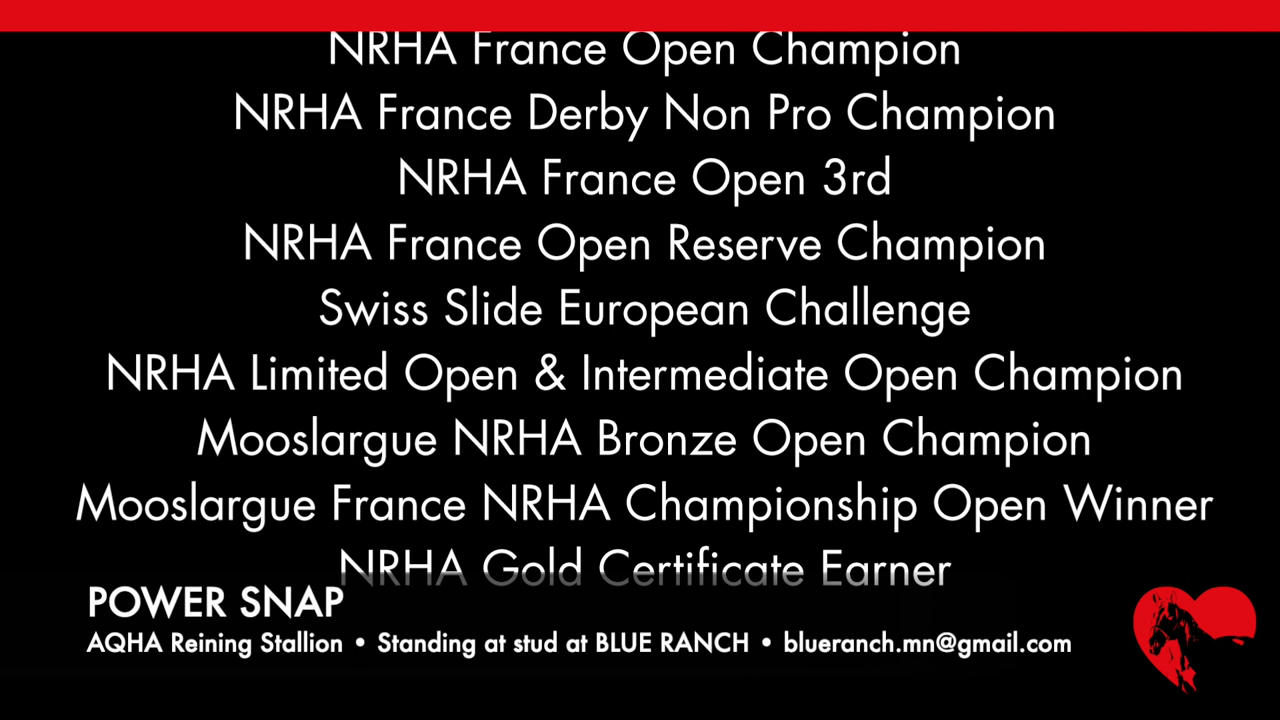 NRHA France Open Champion
NRHA France Derby Non Pro Champion
NRHA France Open 3rd
NRHA France Open Reserve Champion
Swiss Slide European Challenge
NRHA Limited Open & Intermediate Open Champion
Mooslargue NRHA Bronze Open Champion
Mooslargue France NRHA Championship Open Winner
NRHA Gold Certificate Earner
POWER SNAP
AQHA Reining Stallion • Standing at stud at BLUE RANCH • blueranch.mn@gmail.com